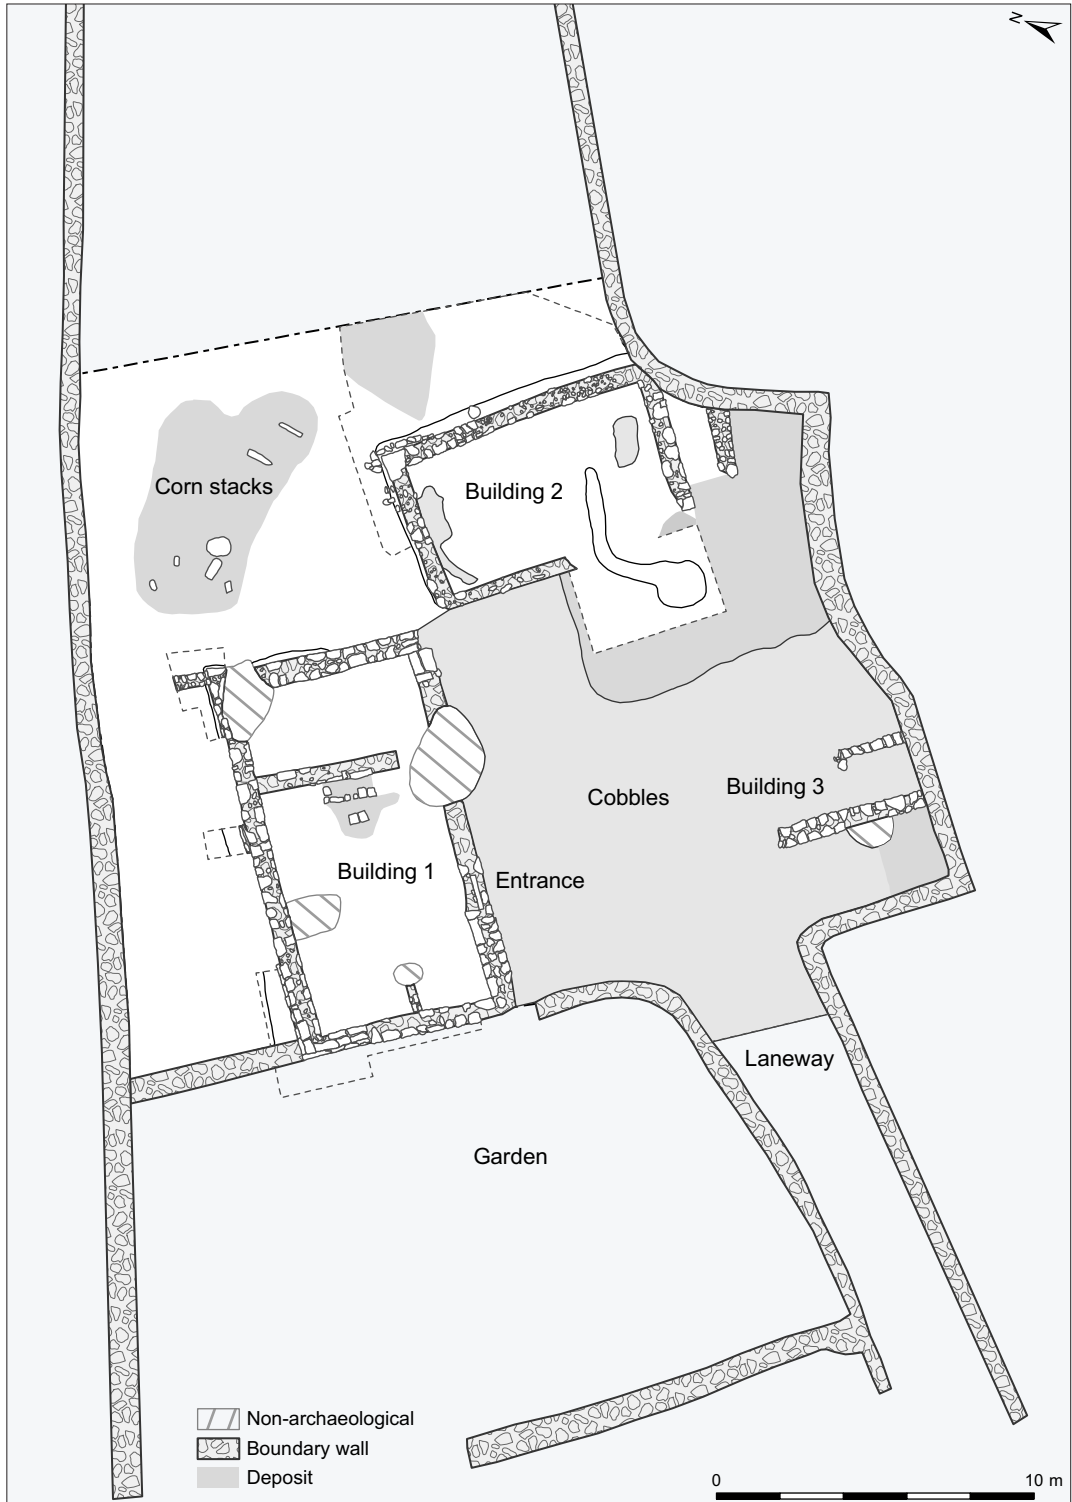 N
Corn stacks
Building 2
Building 3
Cobbles
Building 1
Entrance
Laneway
Garden
Non-archaeological
Boundary wall
Deposit
0 10 m